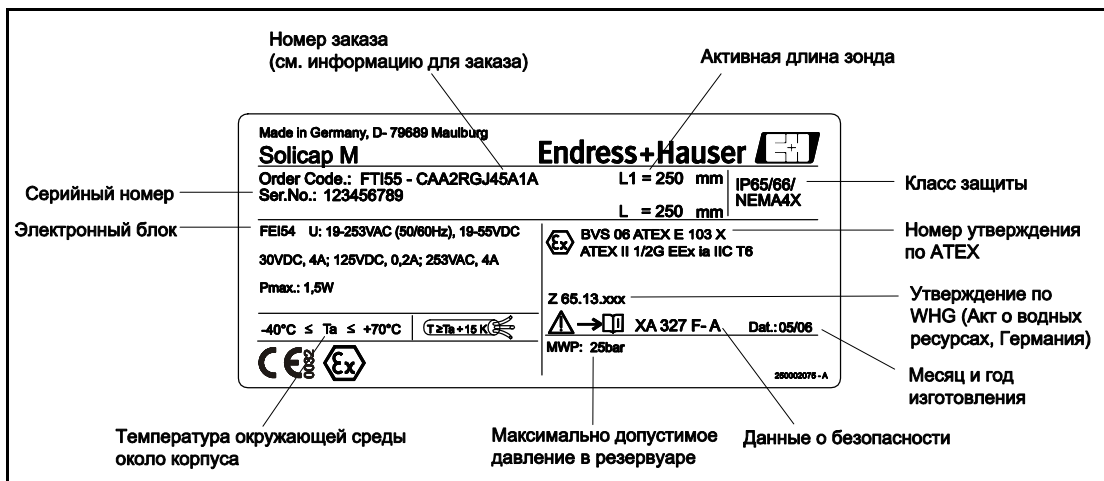 Номер заказа
(см. информацию для заказа)
Активная длина зонда
Made in Germany, D- 79689 Maulburg
Solicap M
Endress+Hauser
E+H
Order Code.: FTI55 - CAA2RGJ45A1A
Ser.No.: 123456789
L1 = 250 mm
L = 250 mm
IP65/66/
NEMA4X
Серийный номер
Класс защиты
Электронный блок
FEI54 U: 19-253VAC (50/60Hz), 19-55VDC
30VDC, 4A; 125VDC, 0,2A; 253VAC, 4A
Pmax.: 1,5W
Ex
BVS 06 ATEX E 103 X
ATEX II 1/2G EEx ia IIC T6
Номер утверждения
по ATEX
Z 65.13.xxx
Утверждение по
WHG (Акт о водных
ресурсах, Германия)
-40°C ≤ Ta ≤ +70°C
T≥Ta+15 K
XA 327 F- A
Dat.: 05/06
CE 0032
Ex
MWP: 25bar
250002075 - A
Месяц и год
изготовления
Температура окружающей среды
около корпуса
Максимально допустимое
давление в резервуаре
Данные о безопасности